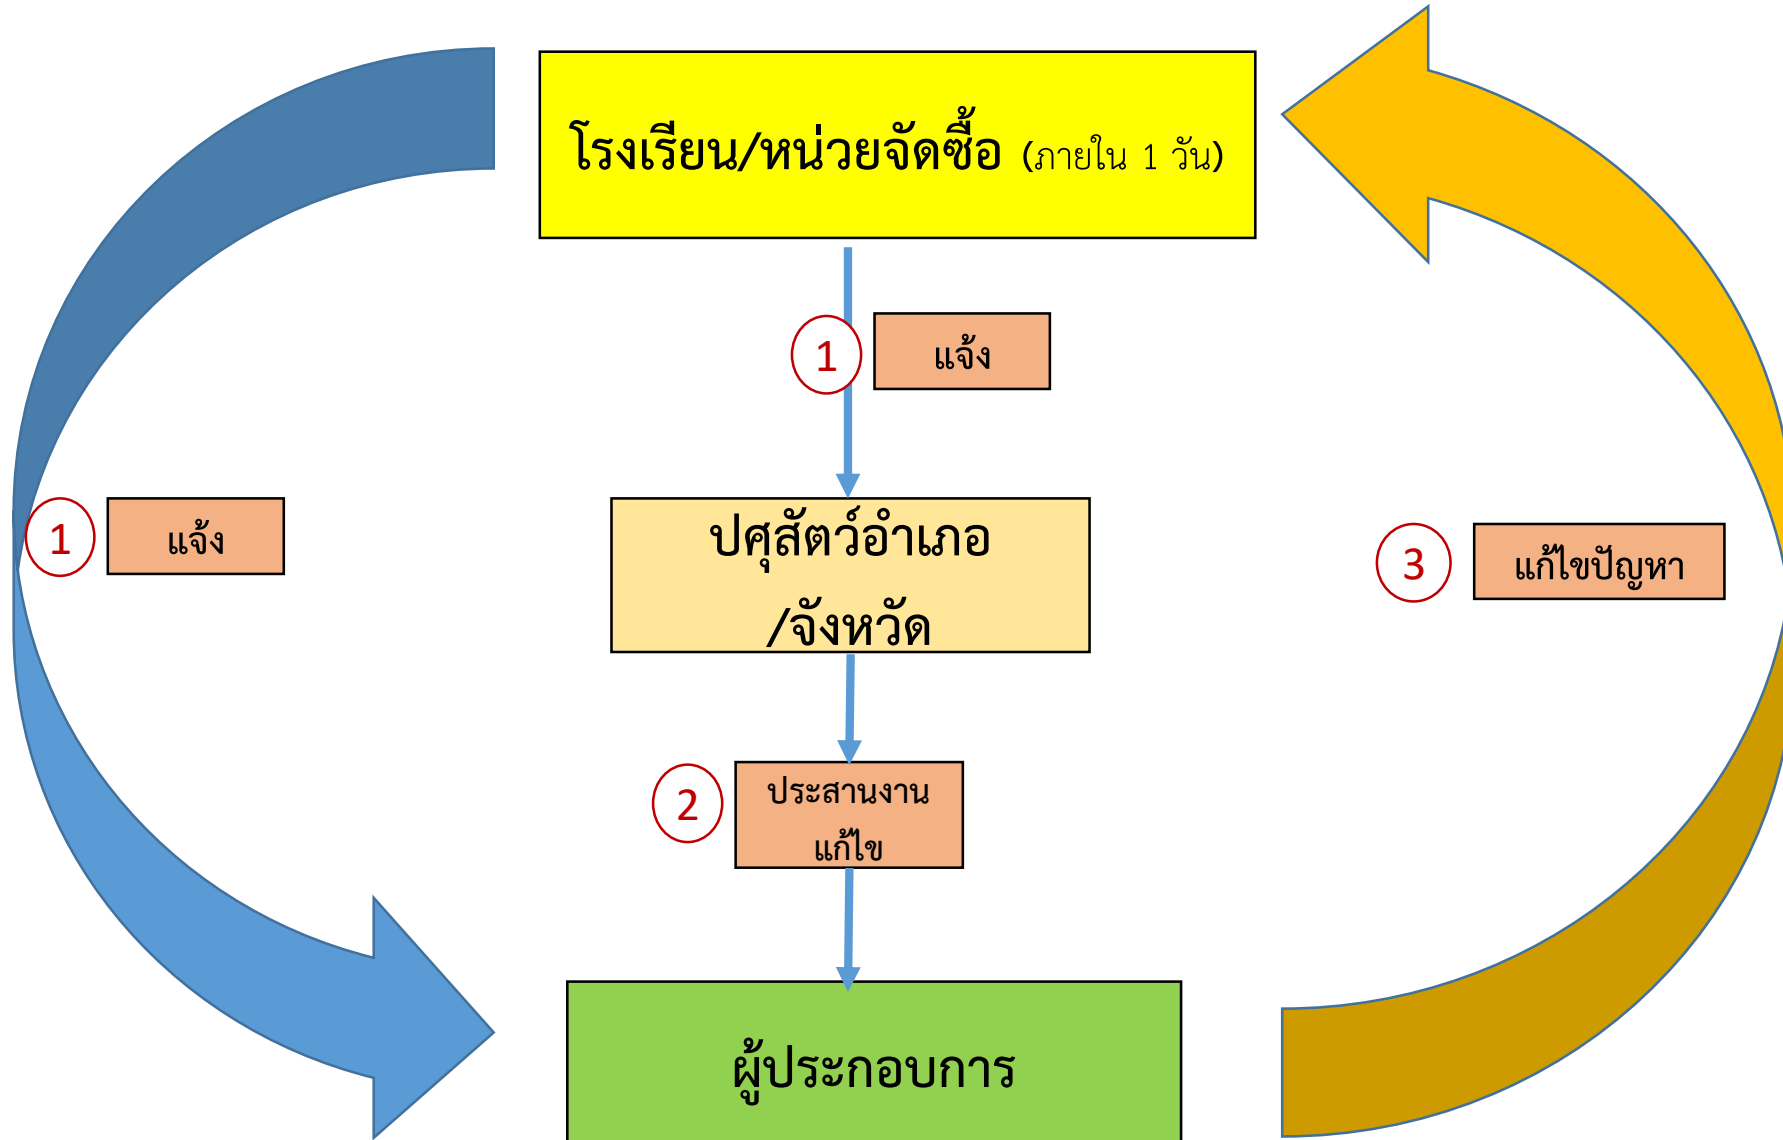 โรงเรียน/หน่วยจัดซื้อ (ภายใน 1 วัน)
1
แจ้ง
1
แจ้ง
ปศุสัตว์อำเภอ
/จังหวัด
3
แก้ไขปัญหา
2
ประสานงาน
แก้ไข
ผู้ประกอบการ